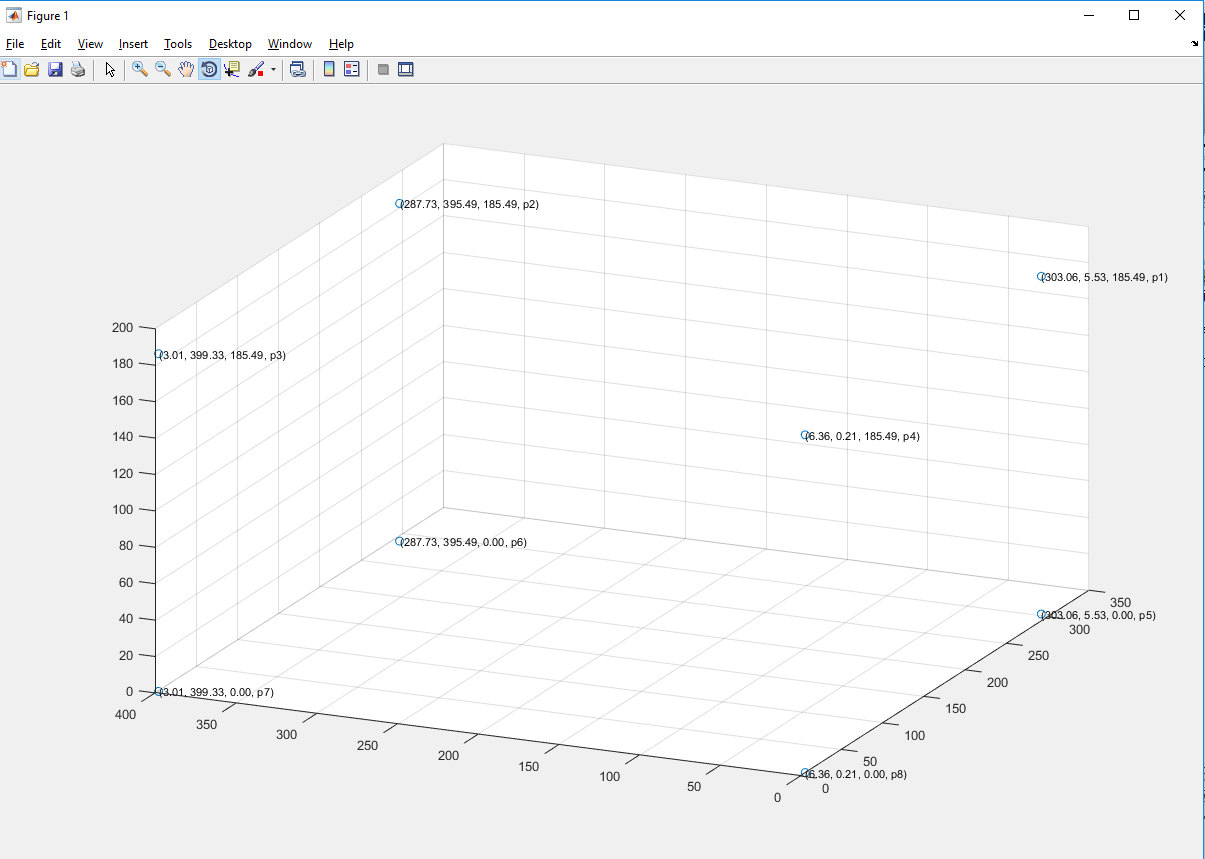 Figure 1
File Edit View Insert Tools Desktop Window Help
(287.73, 395.49, 185.49, p2)
(303.06, 5.53, 185.49, p1)
200
(3.01, 399.33, 185.49, p3)
180
160
140
(6.36, 0.21, 185.49, p4)
120
100
80
(287.73, 395.49, 0.00, p6)
60
350
40
(303.06, 5.53, 0.00, p5)
300
20
250
200
0
(3.01, 399.33, 0.00, p7)
400
150
350
300
100
250
200
50
150
100
(6.36, 0.21, 0.00, p8)
50
0
0